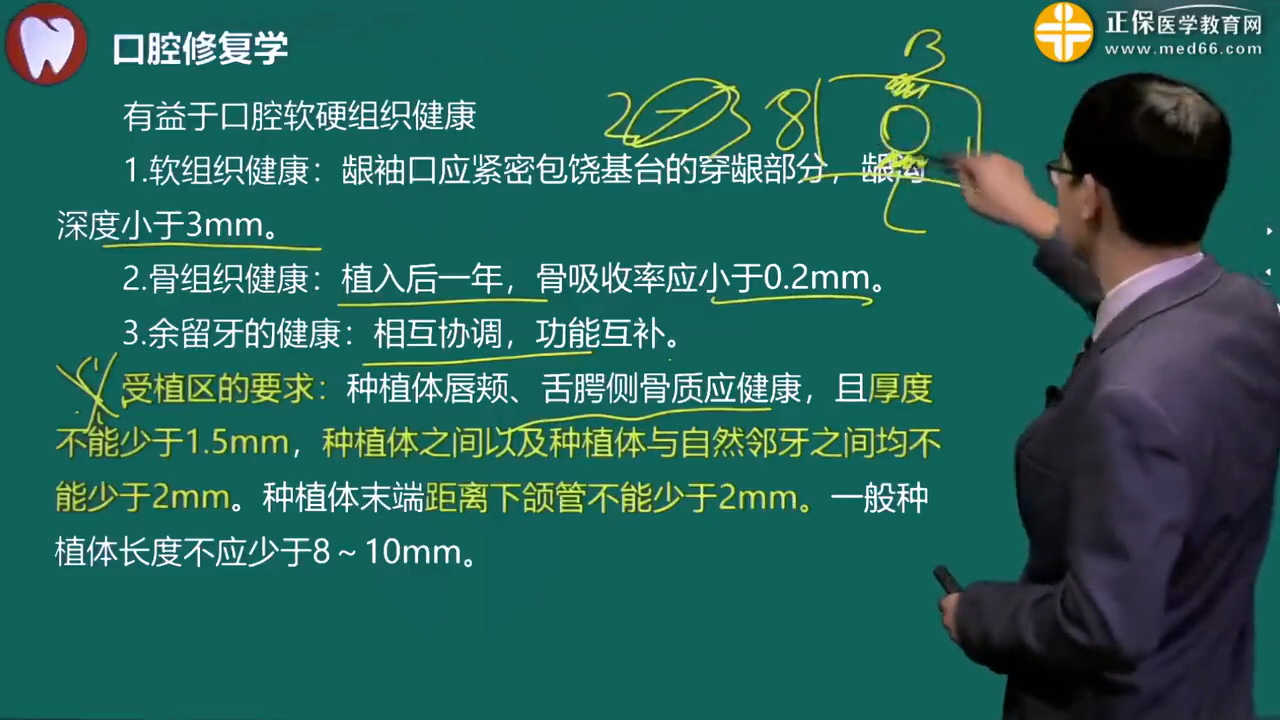 口腔修复学
正保医学教育网
www.med66.com
有益于口腔软硬组织健康
1.软组织健康：龈袖口应紧密包饶基台的穿龈部分，龈沟
深度小于3mm。
2.骨组织健康：植入后一年，骨吸收率应小于0.2mm。
3.余留牙的健康：相互协调，功能互补。
受植区的要求：种植体唇颊、舌腭侧骨质应健康，且厚度
不能少于1.5mm，种植体之间以及种植体与自然邻牙之间均不
能少于2mm。种植体末端距离下颌管不能少于2mm。一般种
植体长度不应少于8～10mm。
B
2 3 8
L